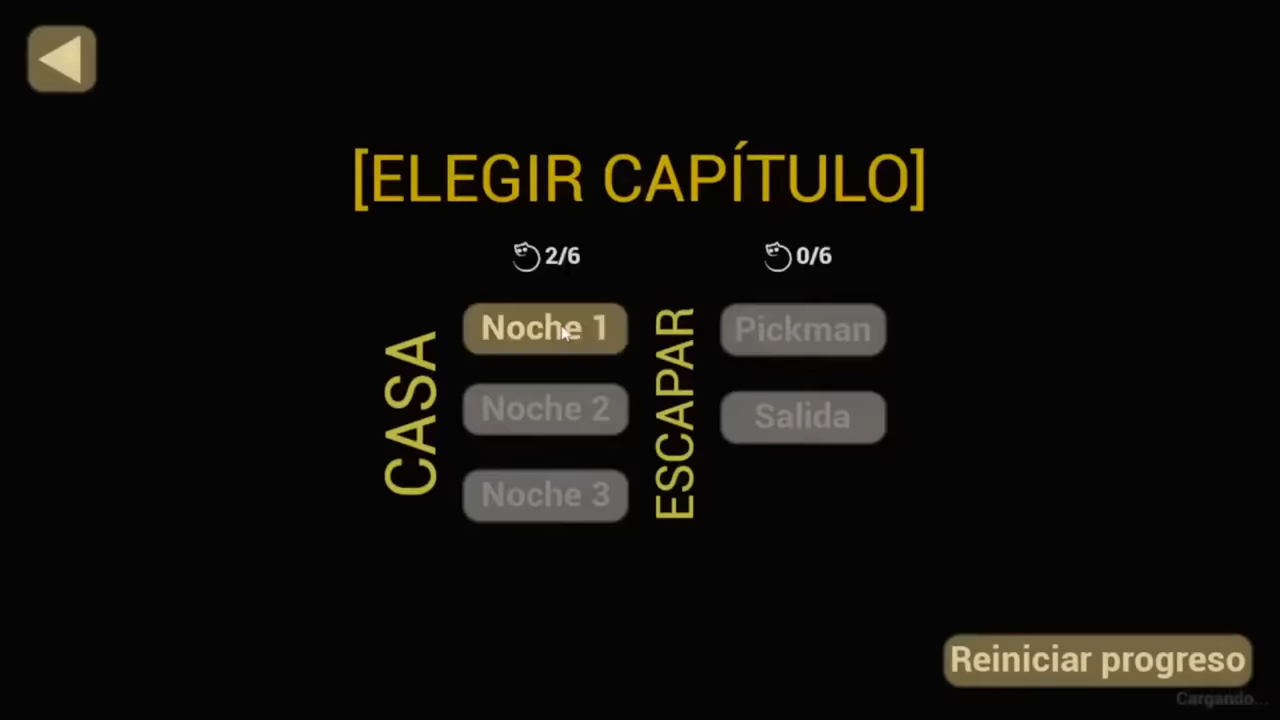 [ELEGIR CAPÍTULO]
2/6
0/6
CASA
Noche 1
Noche 2
Noche 3
ESCAPAR
Pickman
Salida
Reiniciar progreso
Cargando...